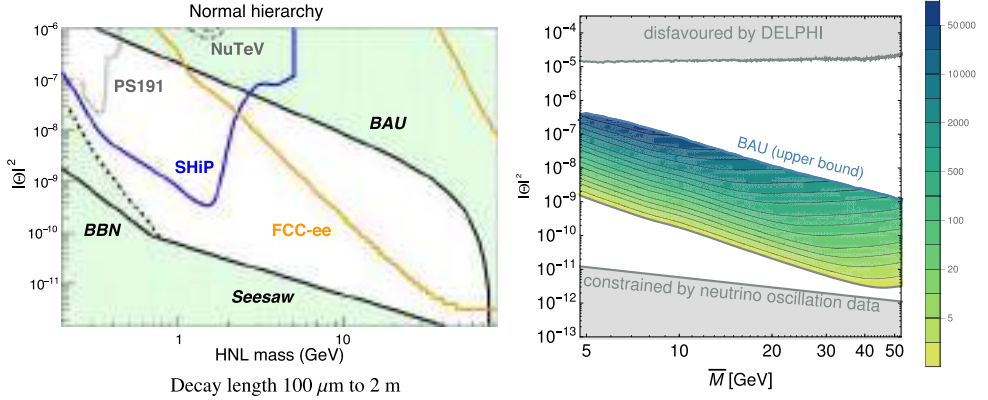 Normal hierarchy
10⁻⁶
10⁻⁷
10⁻⁸
10⁻⁹
10⁻¹⁰
10⁻¹¹
|Θ|²
NuTeV
PS191
BAU
SHiP
FCC-ee
BBN
Seesaw
1
10
HNL mass (GeV)
Decay length 100 μm to 2 m
10⁻⁴
10⁻⁵
10⁻⁶
10⁻⁷
10⁻⁸
10⁻⁹
10⁻¹⁰
10⁻¹¹
10⁻¹²
10⁻¹³
|Θ|²
disfavoured by DELPHI
BAU (upper bound)
constrained by neutrino oscillation data
5
10
20
30
40
50
M̅ [GeV]
50 000
10 000
2000
500
100
20
5